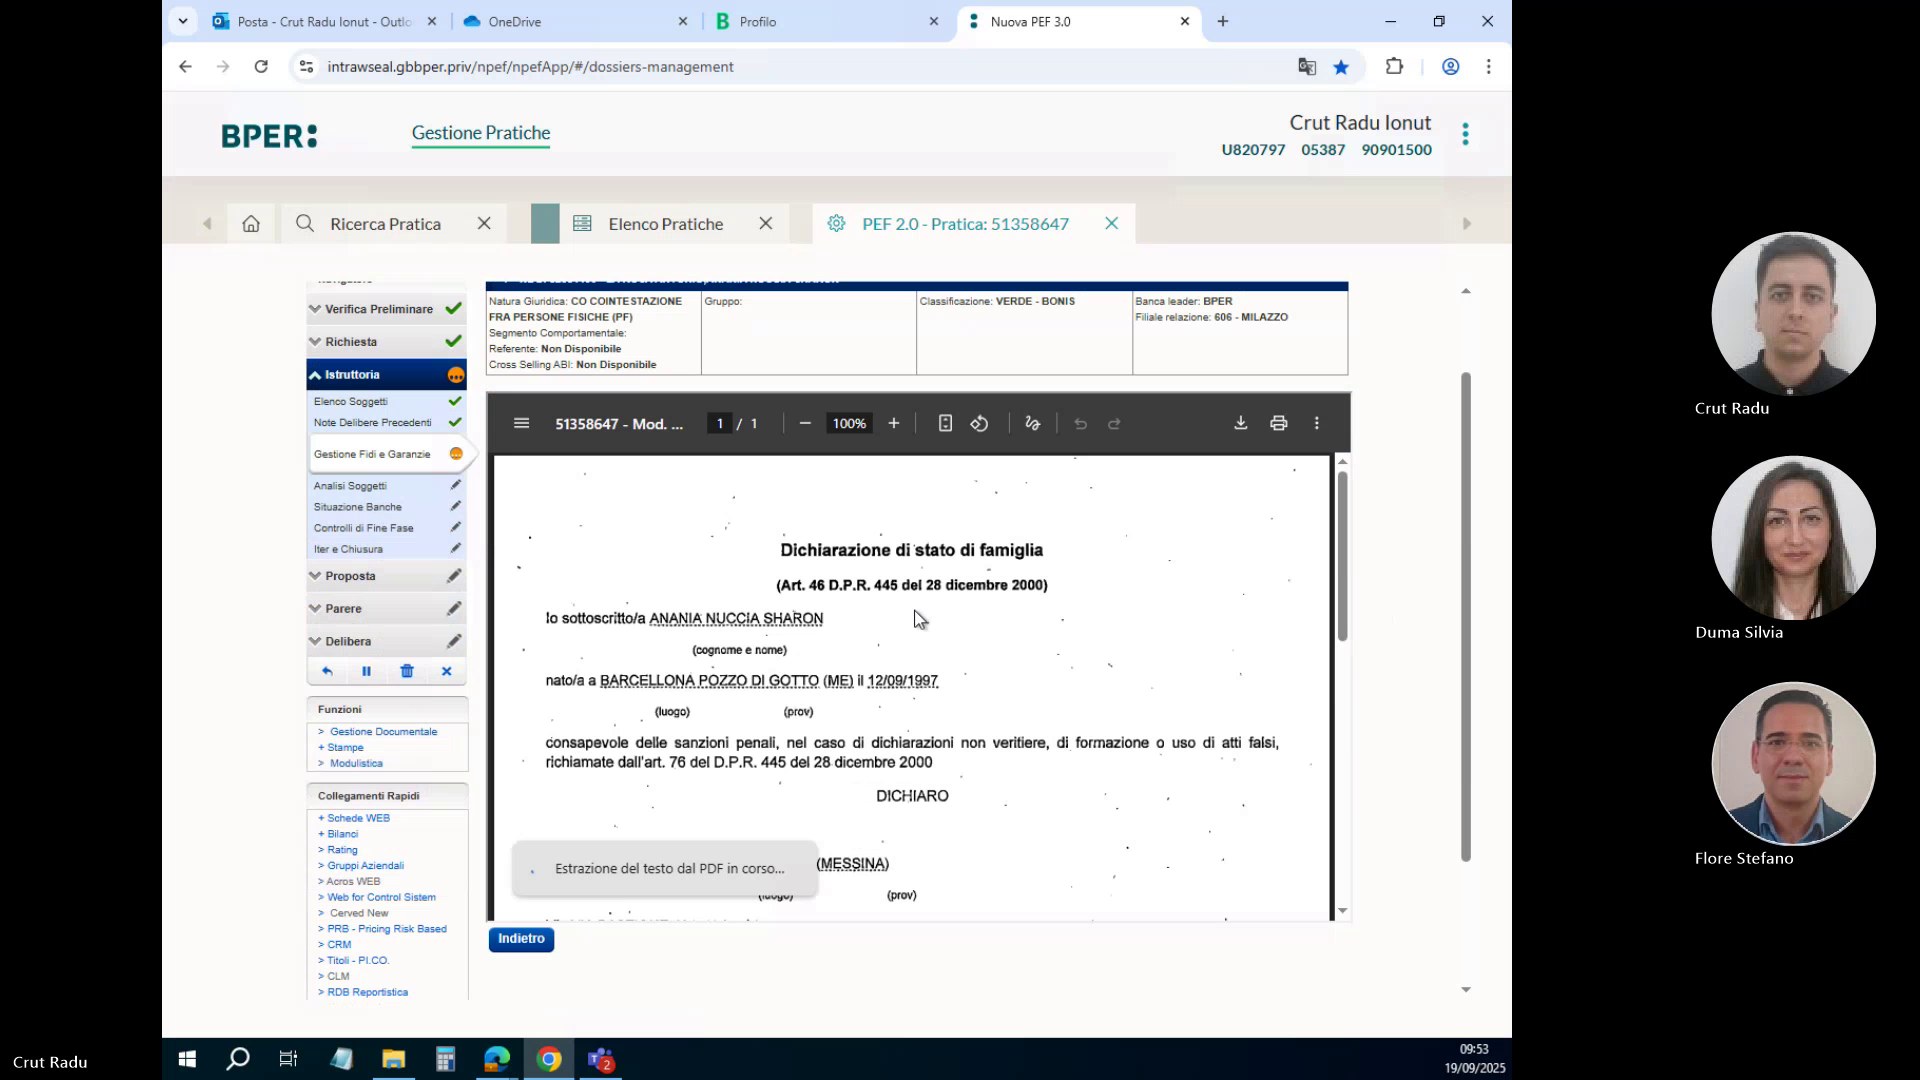 Posta - Crut Radu Ionut - Outlo
OneDrive
Profilo
Nuova PEF 3.0
intrawseal.gbbper.priv/npef/npefApp/#/dossiers-management
BPER:
Gestione Pratiche
Crut Radu Ionut
U820797 05387 90901500
Ricerca Pratica
Elenco Pratiche
PEF 2.0 - Pratica: 51358647
Verifica Preliminare
Richiesta
Istruttoria
Elenco Soggetti
Note Delibere Precedenti
Gestione Fidi e Garanzie
Analisi Soggetti
Situazione Banche
Controlli di Fine Fase
Iter e Chiusura
Proposta
Parere
Delibera
Funzioni
> Gestione Documentale
+ Stampe
> Modulistica
Collegamenti Rapidi
+ Schede WEB
+ Bilanci
> Rating
> Gruppi Aziendali
> Acros WEB
> Web for Control Sistem
> Cerved New
> PRB - Pricing Risk Based
> CRM
> Titoli - PI.CO.
> CLM
> RDB Reportistica
Natura Giuridica: CO COINTESTAZIONE
FRA PERSONE FISICHE (PF)
Segmento Comportamentale:
Referente: Non Disponibile
Cross Selling ABI: Non Disponibile
Gruppo:
Classificazione: VERDE - BONIS
Banca leader: BPER
Filiale relazione: 606 - MILAZZO
51358647 - Mod. ...
1 / 1
100%
Dichiarazione di stato di famiglia
(Art. 46 D.P.R. 445 del 28 dicembre 2000)
Io sottoscritto/a ANANIA NUCCIA SHARON
(cognome e nome)
nato/a a BARCELLONA POZZO DI GOTTO (ME) il 12/09/1997
(luogo) (prov)
consapevole delle sanzioni penali, nel caso di dichiarazioni non veritiere, di formazione o uso di atti falsi,
richiamate dall'art. 76 del D.P.R. 445 del 28 dicembre 2000
DICHIARO
(MESSINA)
Estrazione del testo dal PDF in corso...
(luogo) (prov)
Indietro
Crut Radu
Duma Silvia
Flore Stefano
Crut Radu
2
09:53
19/09/2025